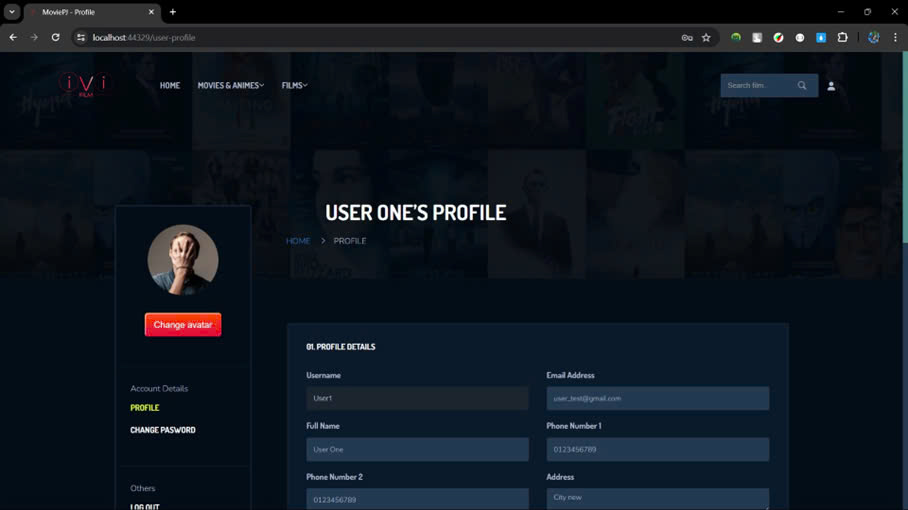 MoviePJ - Profile
localhost:44329/user-profile
iVi
FILM
HOME
MOVIES & ANIMES
FILMS
Search film..
USER ONE'S PROFILE
HOME > PROFILE
Change avatar
Account Details
PROFILE
CHANGE PASWORD
Others
LOG OUT
01. PROFILE DETAILS
Username
Email Address
User1
user_test@gmail.com
Full Name
Phone Number 1
User One
0123456789
Phone Number 2
Address
0123456789
City new